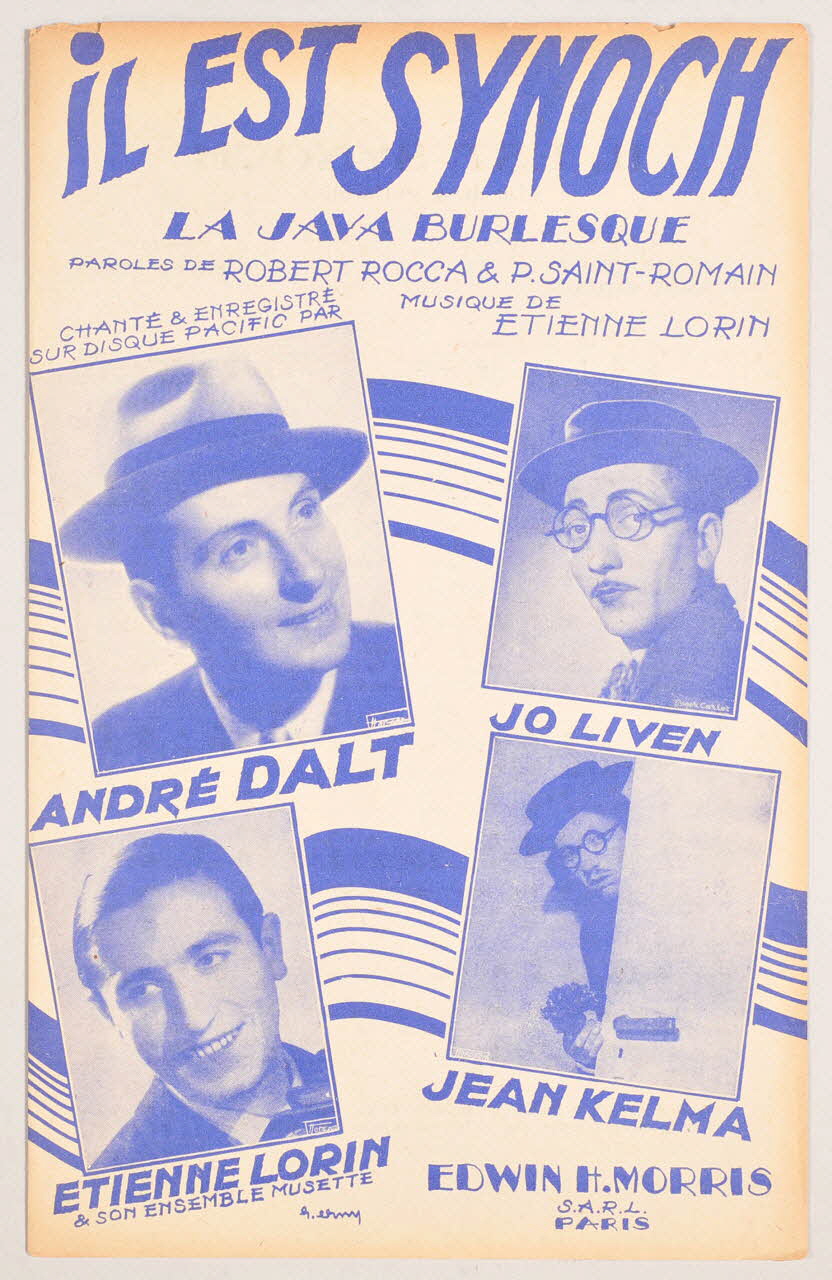 iL EST SYNOCH
LA JAVA BURLESQUE
PAROLES DE ROBERT ROCCA & P. SAINT-ROMAIN
MUSIQUE DE
ETIENNE LORIN
CHANTÉ & ENREGISTRÉ
SUR DISQUE PACIFIC PAR
ANDRÉ DALT
JO LIVEN
ETIENNE LORIN
& SON ENSEMBLE MUSETTE
JEAN KELMA
EDWIN H. MORRIS
S.A.R.L.
PARIS